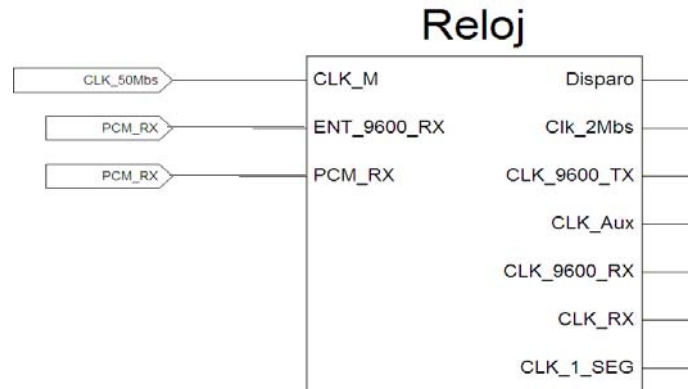 Reloj
CLK_50Mbs CLK_M Disparo
PCM_RX ENT_9600_RX Clk_2Mbs
PCM_RX PCM_RX CLK_9600_TX
CLK_Aux
CLK_9600_RX
CLK_RX
CLK_1_SEG